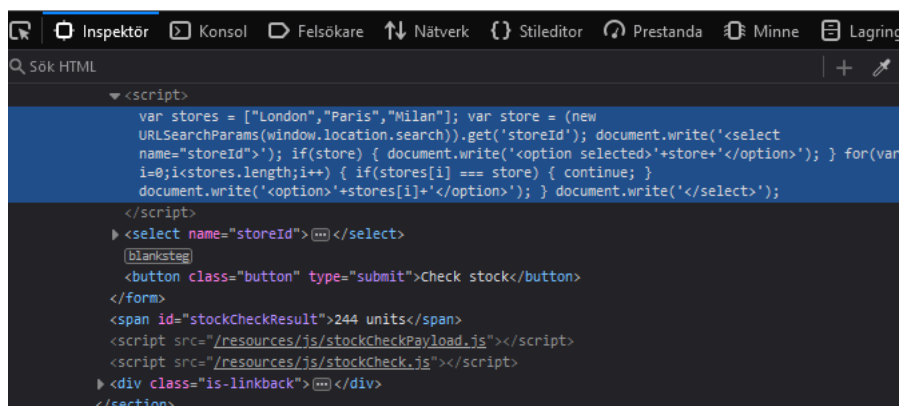 Inspektör Konsol Felsökare Nätverk {} Stileditor Prestanda Minne Lagring
Sök HTML +
<script>
var stores = ["London","Paris","Milan"]; var store = (new
URLSearchParams(window.location.search)).get('storeId'); document.write('<select
name="storeId">'); if(store) { document.write('<option selected>'+store+'</option>'); } for(var
i=0;i<stores.length;i++) { if(stores[i] === store) { continue; }
document.write('<option>'+stores[i]+'</option>'); } document.write('</select>');
</script>
<select name="storeId">…</select>
blanksteg
<button class="button" type="submit">Check stock</button>
</form>
<span id="stockCheckResult">244 units</span>
<script src="/resources/js/stockCheckPayload.js"></script>
<script src="/resources/js/stockCheck.js"></script>
<div class="is-linkback">…</div>
</section>